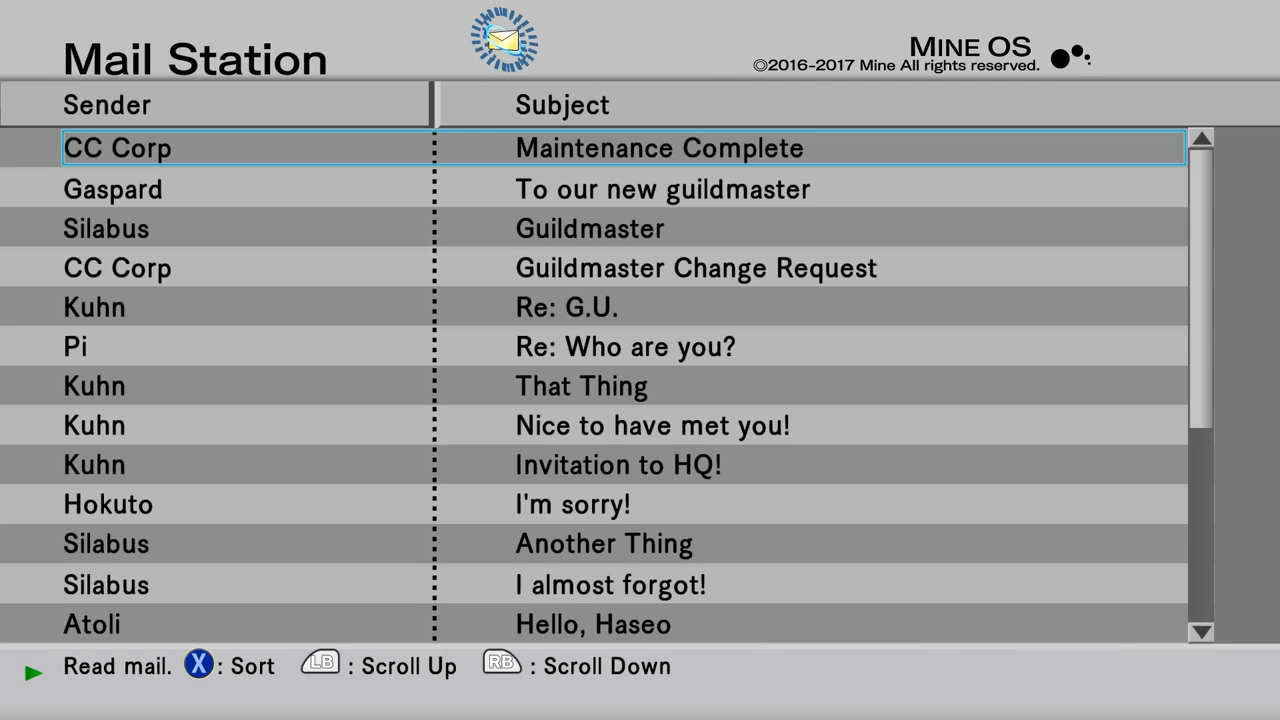 Mail Station
MINE OS
©2016-2017 Mine All rights reserved.
Sender Subject
CC Corp Maintenance Complete
Gaspard To our new guildmaster
Silabus Guildmaster
CC Corp Guildmaster Change Request
Kuhn Re: G.U.
Pi Re: Who are you?
Kuhn That Thing
Kuhn Nice to have met you!
Kuhn Invitation to HQ!
Hokuto I'm sorry!
Silabus Another Thing
Silabus I almost forgot!
Atoli Hello, Haseo
Read mail. X : Sort LB : Scroll Up RB : Scroll Down